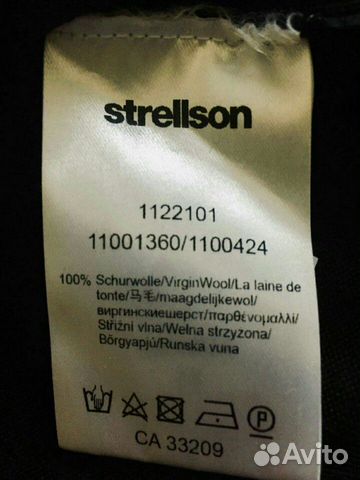 strellson
1122101
11001360/1100424
100% Schurwolle/VirginWool/La laine de
tonte/马毛/maagdelijkewol/
виргинскиешерст/παρθένομαλλί/
Střižní vlna/Wełna strzyżona/
Börgyapjú/Runska vuna
P
CA 33209
Avito